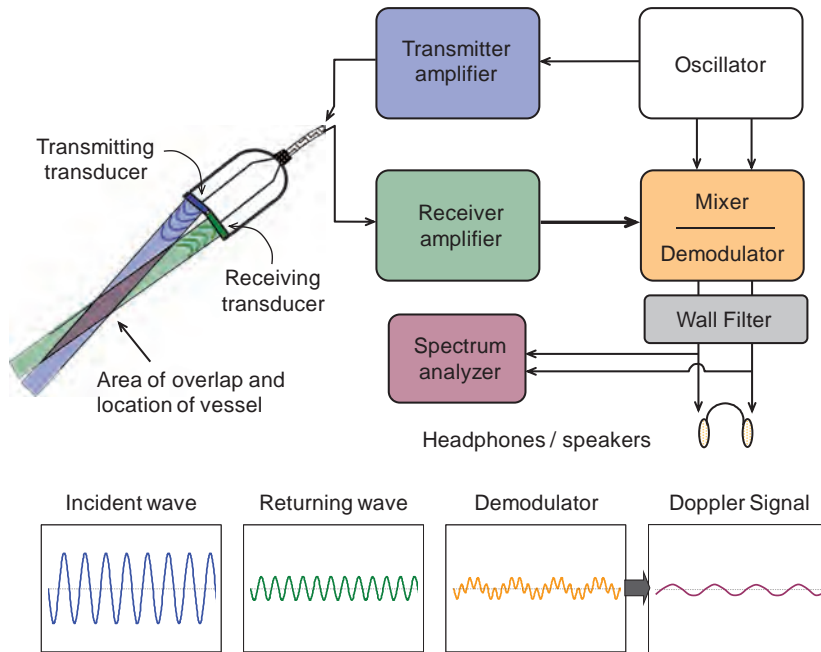 Transmitter
amplifier
Oscillator
Transmitting
transducer
Receiver
amplifier
Mixer
Demodulator
Receiving
transducer
Wall Filter
Spectrum
analyzer
Area of overlap and
location of vessel
Headphones / speakers
Incident wave
Returning wave
Demodulator
Doppler Signal